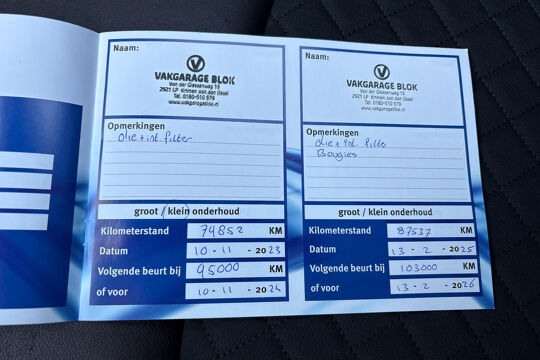 Naam:
V
VAKGARAGE BLOK
Van der Giessenweg 15
2921 LP Krimpen aan den IJssel
Tel. 0180-510 579
www.vakgarageblok.nl
Opmerkingen
Olie + int. filter
groot / klein onderhoud
Kilometerstand 79852 KM
Datum 10 - 11 - 2023
Volgende beurt bij 95000 KM
of voor 10 - 11 - 2024
Naam:
V
VAKGARAGE BLOK
Van der Giessenweg 15
2921 LP Krimpen aan den IJssel
Tel. 0180-510 579
www.vakgarageblok.nl
Opmerkingen
Olie + int. filter
Bougies
groot / klein onderhoud
Kilometerstand 87537 KM
Datum 13 - 2 - 2025
Volgende beurt bij 103000 KM
of voor 13 - 2 - 2026